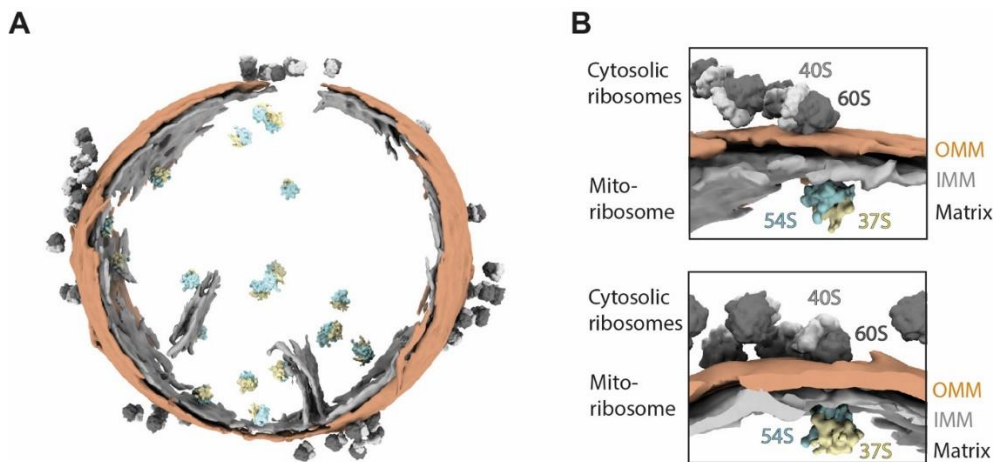 A
B
Cytosolic
ribosomes
40S
60S
OMM
IMM
Mito-
ribosome
54S
37S
Matrix
Cytosolic
ribosomes
40S
60S
OMM
IMM
Mito-
ribosome
54S
37S
Matrix